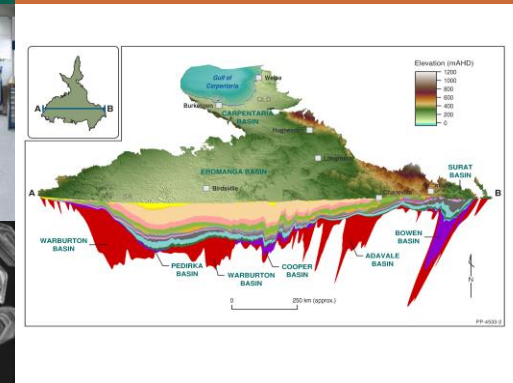 Gulf of
Carpentaria
Weipa
Elevation (mAHD)
1200
1000
800
600
400
200
0
Burketown
QLD
CARPENTARIA
BASIN
Hughenden
A
B
Longreach
EROMANGA BASIN
SURAT
BASIN
Birdsville
Charleville
A
B
WARBURTON
BASIN
BOWEN
BASIN
PEDIRKA
BASIN
WARBURTON
BASIN
COOPER
BASIN
ADAVALE
BASIN
N
0
250 km (approx.)
PP-4533-2